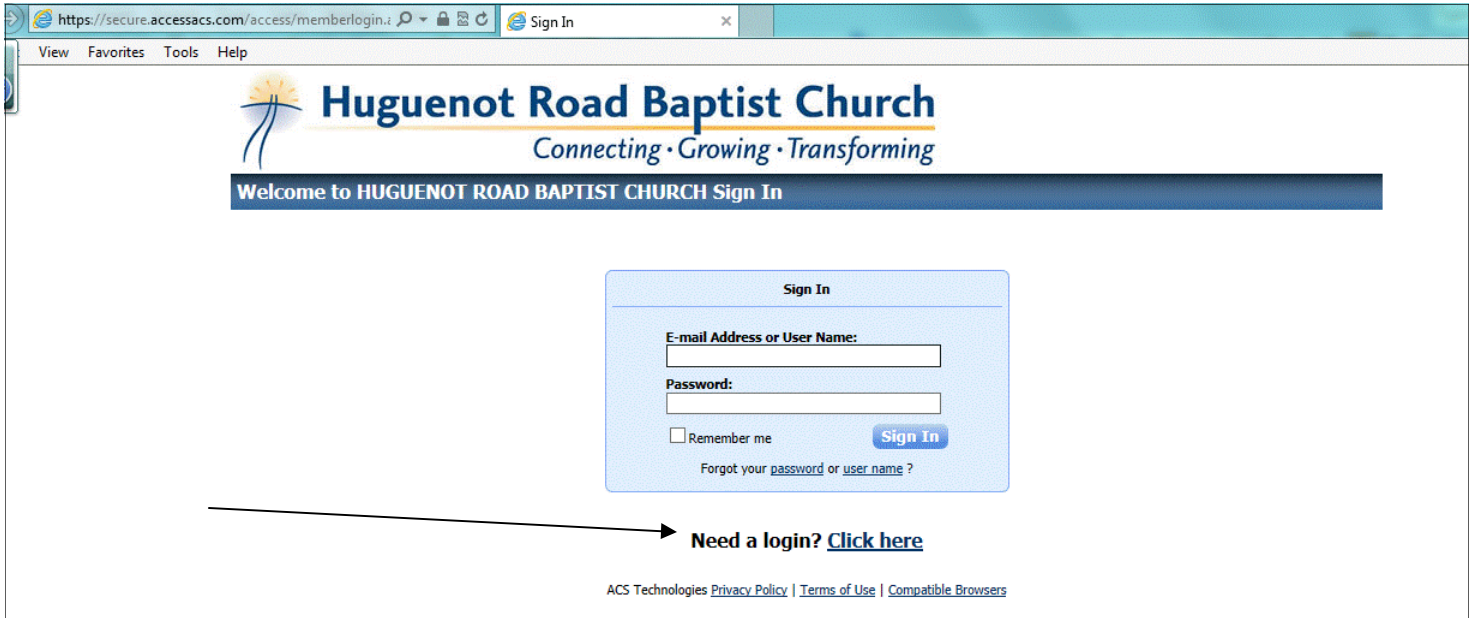 https://secure.accessacs.com/access/memberlogin.a
Sign In
View Favorites Tools Help
Huguenot Road Baptist Church
Connecting · Growing · Transforming
Welcome to HUGUENOT ROAD BAPTIST CHURCH Sign In
Sign In
E-mail Address or User Name:
Password:
Remember me
Sign In
Forgot your password or user name ?
Need a login? Click here
ACS Technologies Privacy Policy | Terms of Use | Compatible Browsers